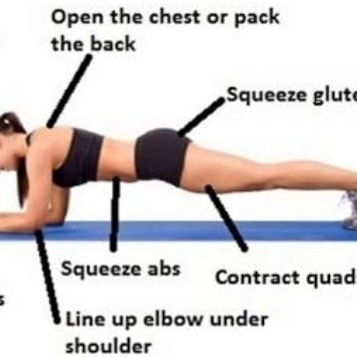 Open the chest or pack
the back
Squeeze glute
Squeeze abs
Contract quad
s
Line up elbow under
shoulder